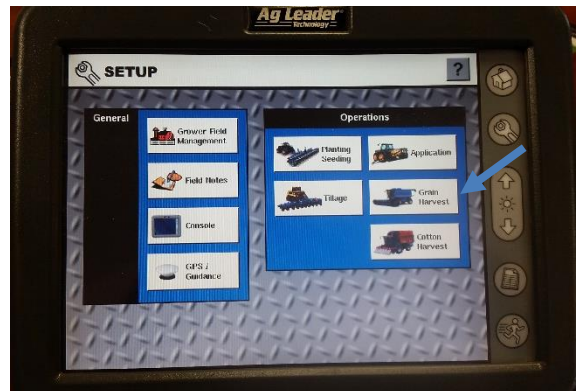 Ag Leader
Technology
SETUP
?
General
Grower Field
Management
Field Notes
Console
GPS /
Guidance
Operations
Planting
Seeding
Application
Tillage
Grain
Harvest
Cotton
Harvest